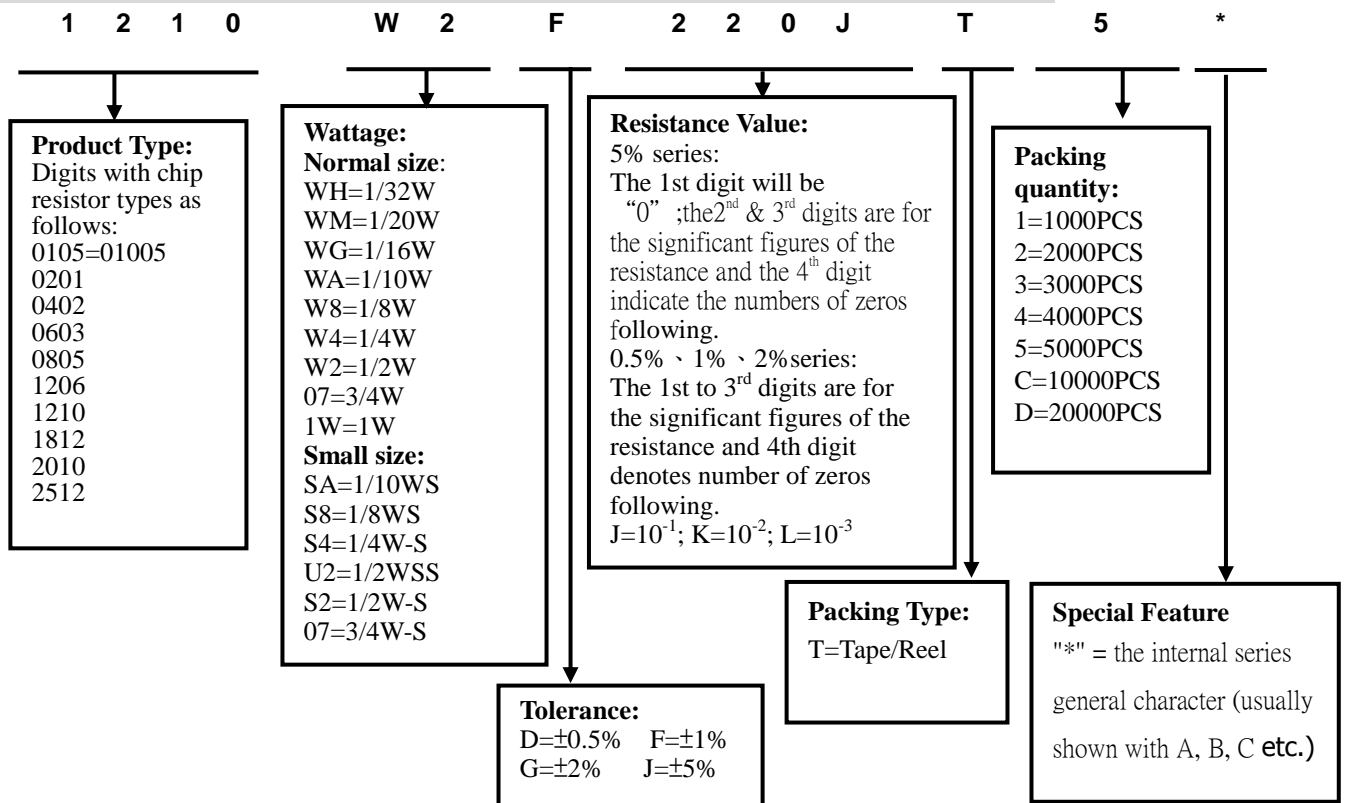 1 2 1 0 W 2 F 2 2 0 J T 5 *
Product Type:
Digits with chip
resistor types as
follows:
0105=01005
0201
0402
0603
0805
1206
1210
1812
2010
2512
Wattage:
Normal size:
WH=1/32W
WM=1/20W
WG=1/16W
WA=1/10W
W8=1/8W
W4=1/4W
W2=1/2W
07=3/4W
1W=1W
Small size:
SA=1/10WS
S8=1/8WS
S4=1/4W-S
U2=1/2WSS
S2=1/2W-S
07=3/4W-S
Tolerance:
D=±0.5% F=±1%
G=±2% J=±5%
Resistance Value:
5% series:
The 1st digit will be
“0” ;the2nd & 3rd digits are for
the significant figures of the
resistance and the 4th digit
indicate the numbers of zeros
following.
0.5%、1%、2%series:
The 1st to 3rd digits are for
the significant figures of the
resistance and 4th digit
denotes number of zeros
following.
J=10-1; K=10-2; L=10-3
Packing Type:
T=Tape/Reel
Packing
quantity:
1=1000PCS
2=2000PCS
3=3000PCS
4=4000PCS
5=5000PCS
C=10000PCS
D=20000PCS
Special Feature
"*" = the internal series
general character (usually
shown with A, B, C etc.)